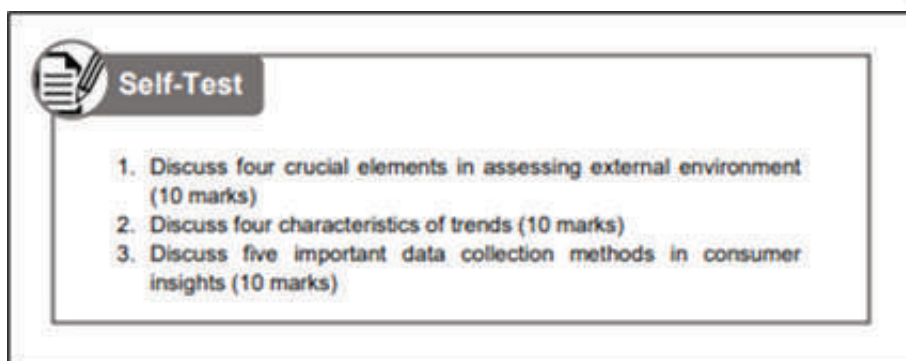 Self-Test
1. Discuss four crucial elements in assessing external environment
(10 marks)
2. Discuss four characteristics of trends (10 marks)
3. Discuss five important data collection methods in consumer
insights (10 marks)